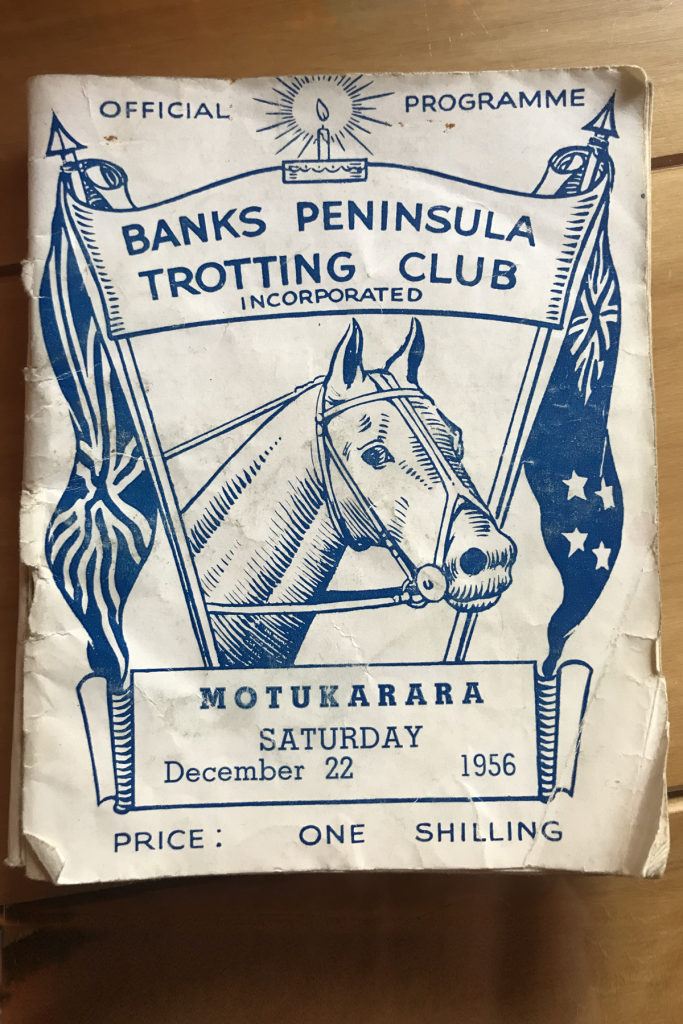 OFFICIAL PROGRAMME
BANKS PENINSULA
TROTTING CLUB
INCORPORATED
MOTUKARARA
SATURDAY
December 22 1956
PRICE: ONE SHILLING